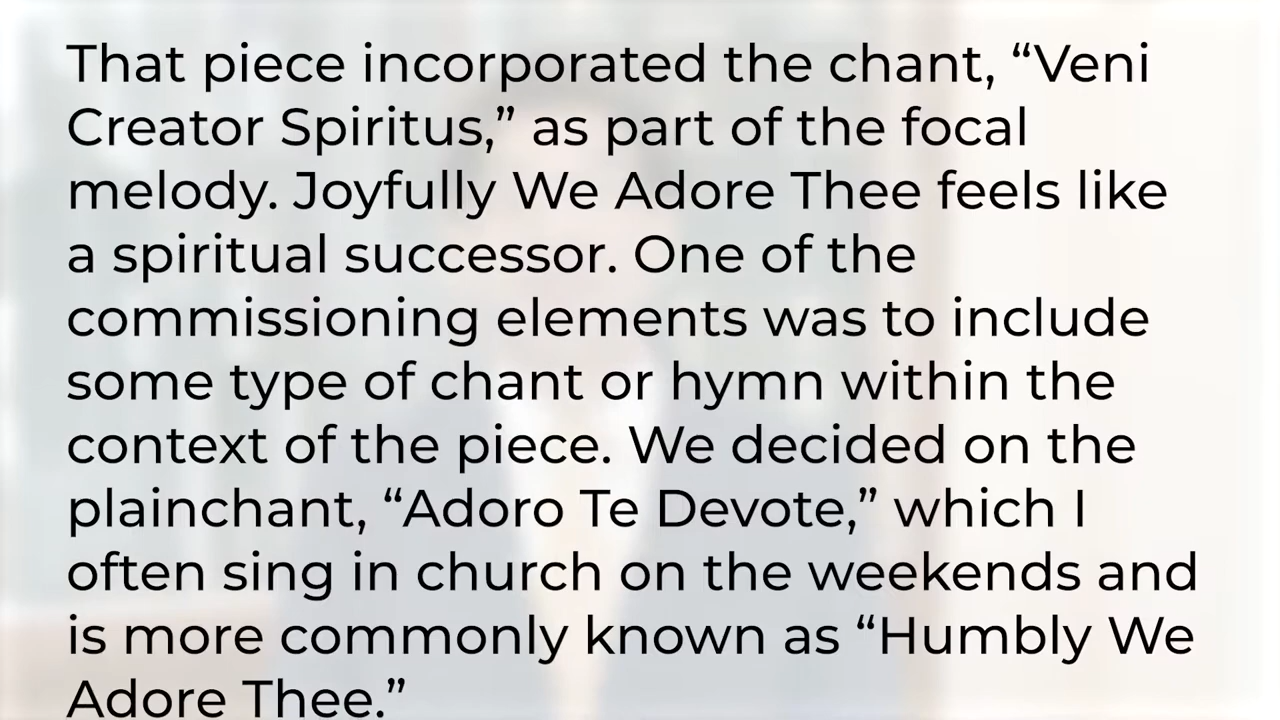 That piece incorporated the chant, “Veni
Creator Spiritus,” as part of the focal
melody. Joyfully We Adore Thee feels like
a spiritual successor. One of the
commissioning elements was to include
some type of chant or hymn within the
context of the piece. We decided on the
plainchant, “Adoro Te Devote,” which I
often sing in church on the weekends and
is more commonly known as “Humbly We
Adore Thee.”